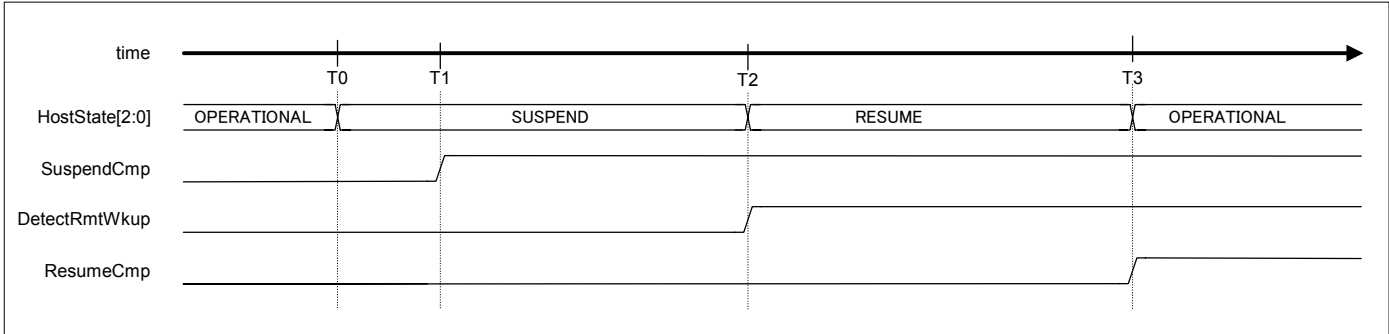 time
T0 T1 T2 T3
HostState[2:0] OPERATIONAL SUSPEND RESUME OPERATIONAL
SuspendCmp
DetectRmtWkup
ResumeCmp